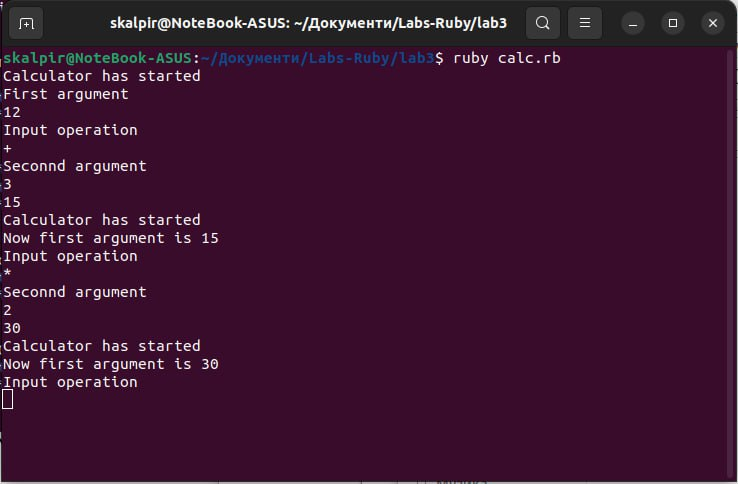 skalpir@NoteBook-ASUS: ~/Документи/Labs-Ruby/lab3
skalpir@NoteBook-ASUS:~/Документи/Labs-Ruby/lab3$ ruby calc.rb
Calculator has started
First argument
12
Input operation
+
Seconnd argument
3
15
Calculator has started
Now first argument is 15
Input operation
*
Seconnd argument
2
30
Calculator has started
Now first argument is 30
Input operation